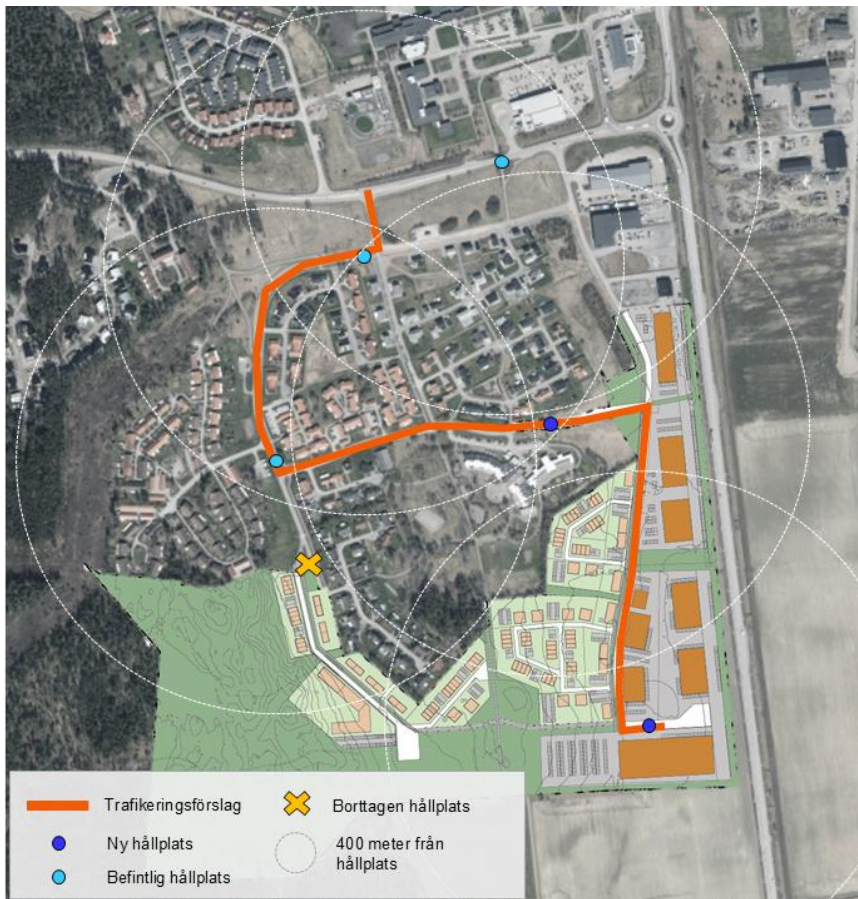 Trafikeringsförslag
Borttagen hållplats
Ny hållplats
400 meter från
hållplats
Befintlig hållplats